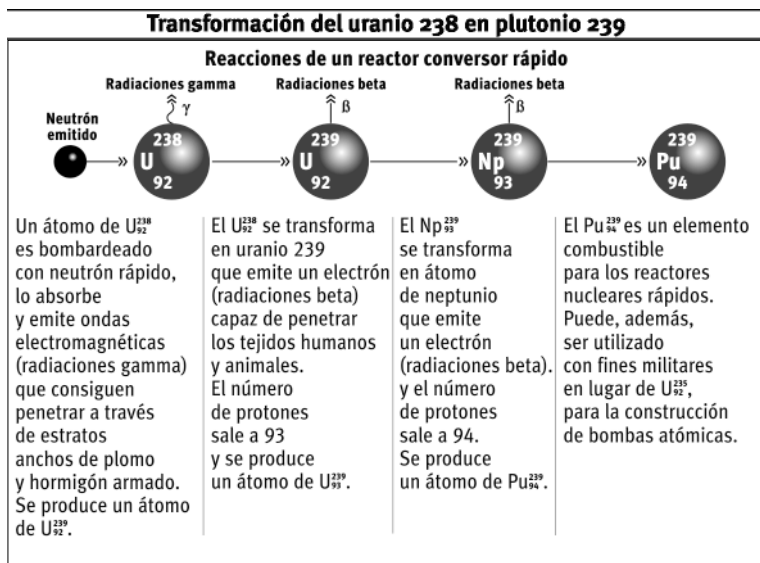 Transformación del uranio 238 en plutonio 239
Reacciones de un reactor conversor rápido
Radiaciones gamma
γ
Radiaciones beta
ß
Radiaciones beta
ß
Neutrón
emitido
238
U
92
239
U
92
239
Np
93
239
Pu
94
Un átomo de U²³⁸₉₂
es bombardeado
con neutrón rápido,
lo absorbe
y emite ondas
electromagnéticas
(radiaciones gamma)
que consiguen
penetrar a través
de estratos
anchos de plomo
y hormigón armado.
Se produce un átomo
de U²³⁹₉₂.
El U²³⁸₉₂ se transforma
en uranio 239
que emite un electrón
(radiaciones beta)
capaz de penetrar
los tejidos humanos
y animales.
El número
de protones
sale a 93
y se produce
un átomo de U²³⁹₉₃.
El Np²³⁹₉₃
se transforma
en átomo
de neptunio
que emite
un electrón
(radiaciones beta).
y el número
de protones
sale a 94.
Se produce
un átomo de Pu²³⁹₉₄.
El Pu²³⁹₉₄ es un elemento
combustible
para los reactores
nucleares rápidos.
Puede, además,
ser utilizado
con fines militares
en lugar de U²³⁵₉₂,
para la construcción
de bombas atómicas.